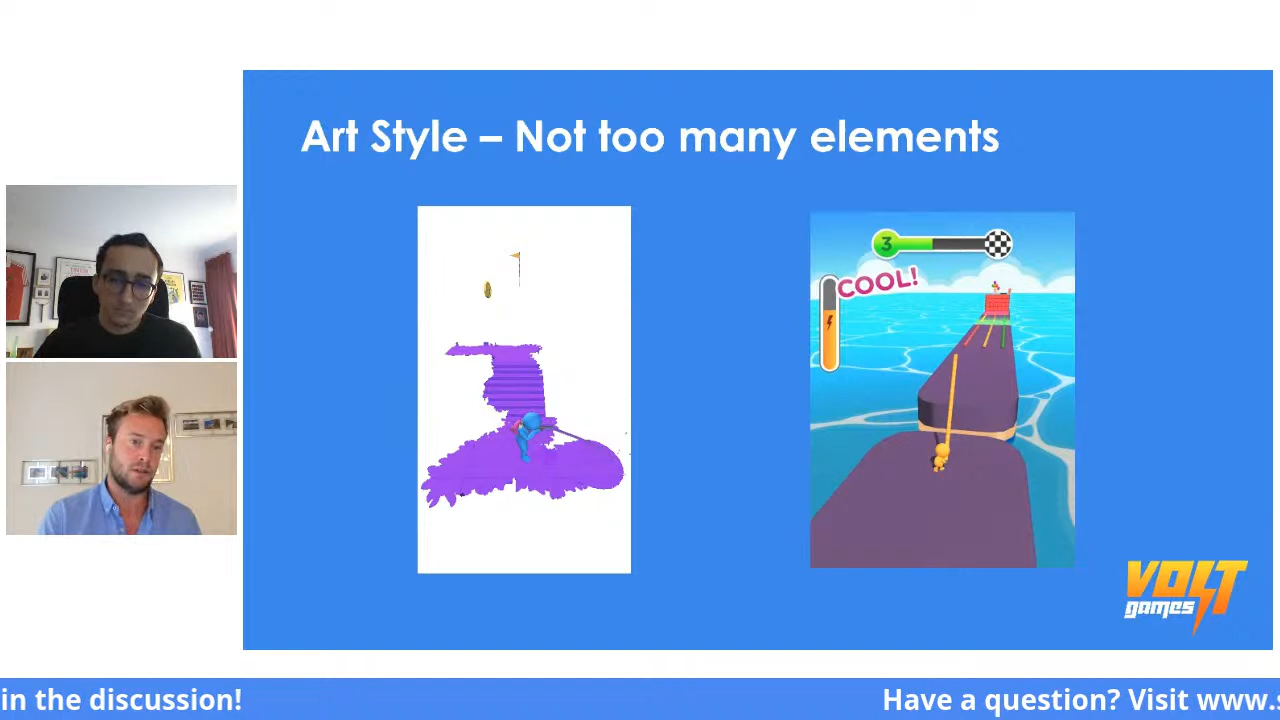 Art Style – Not too many elements
3
COOL!
VOLT
games
in the discussion!
Have a question? Visit www.s